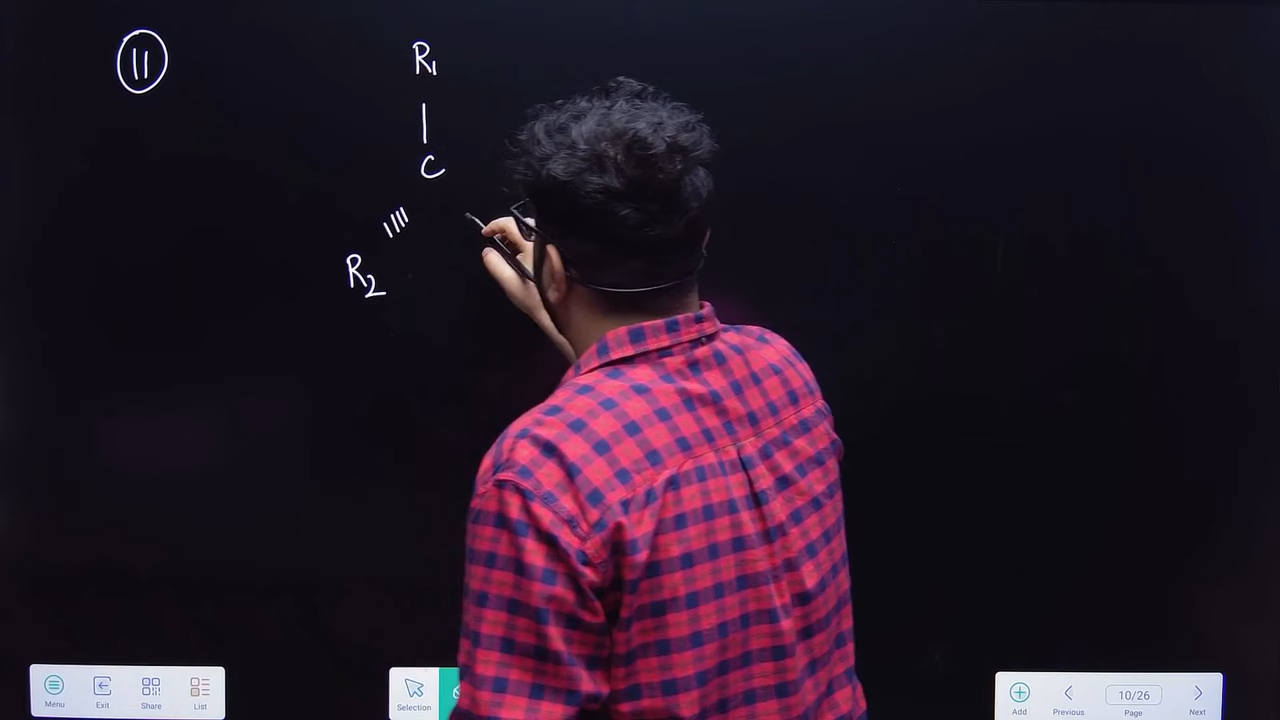 11
R1
C
R2
Menu
Exit
Share
List
Selection
Add
Previous
10/26
Page
Next